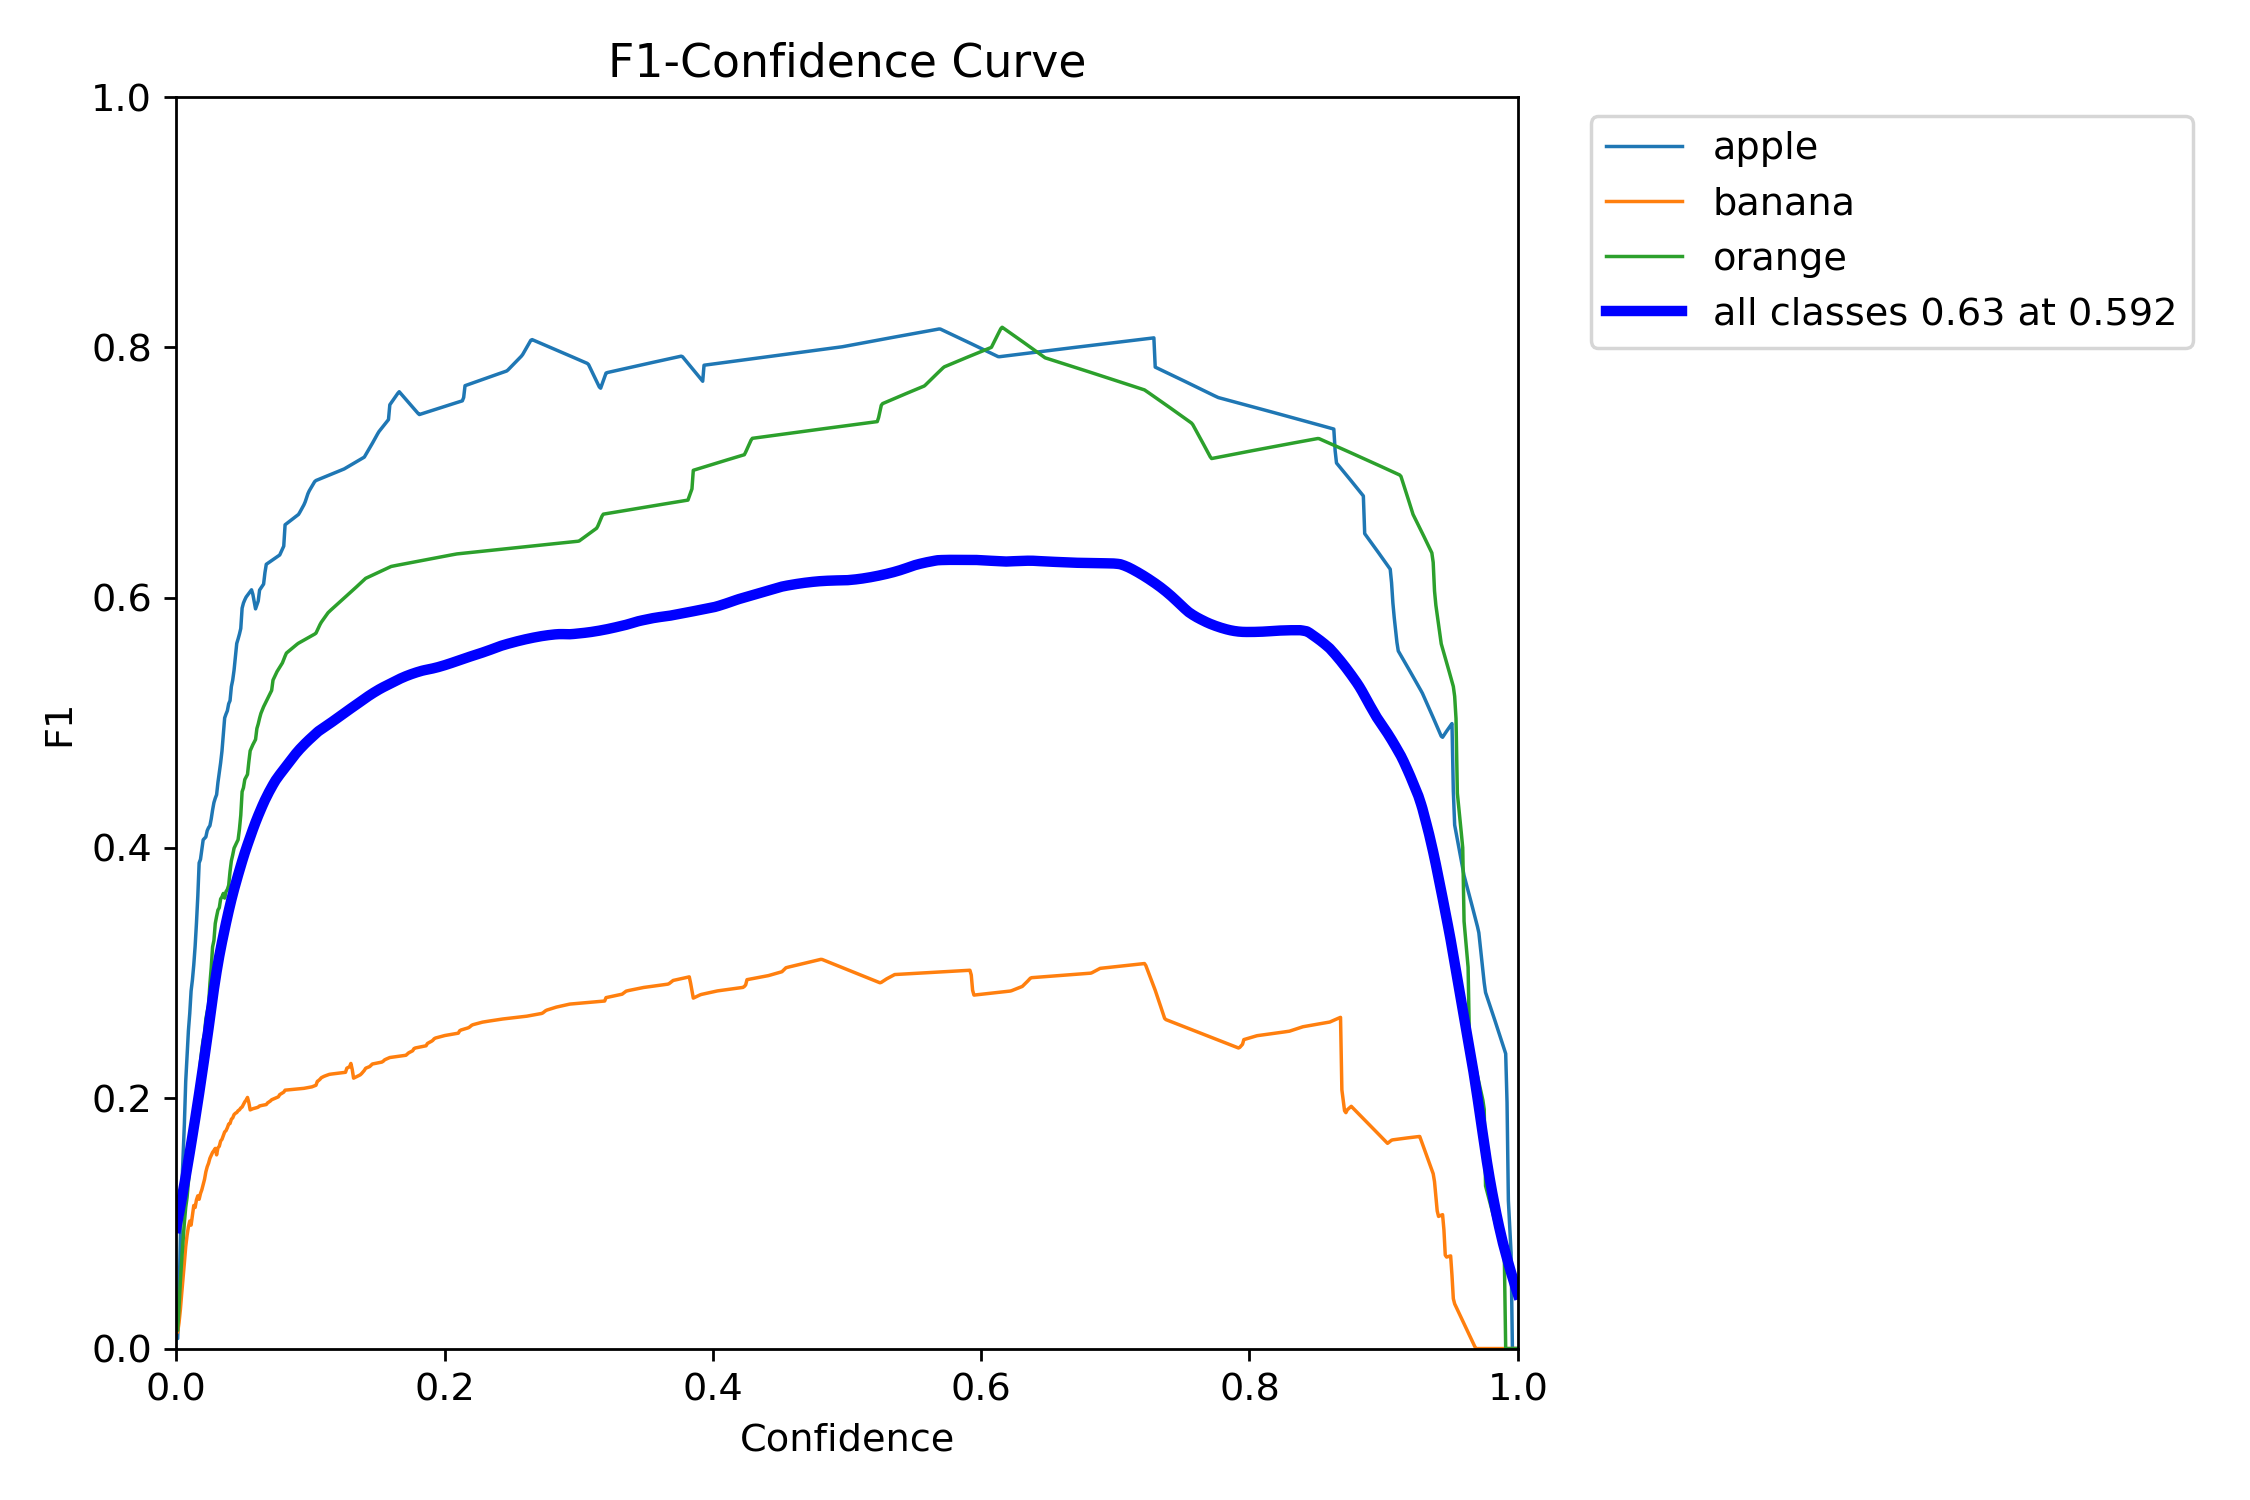 F1-Confidence Curve
1.0
0.8
0.6
0.4
0.2
0.0
F1
0.0 0.2 0.4 0.6 0.8 1.0
Confidence
apple
banana
orange
all classes 0.63 at 0.592